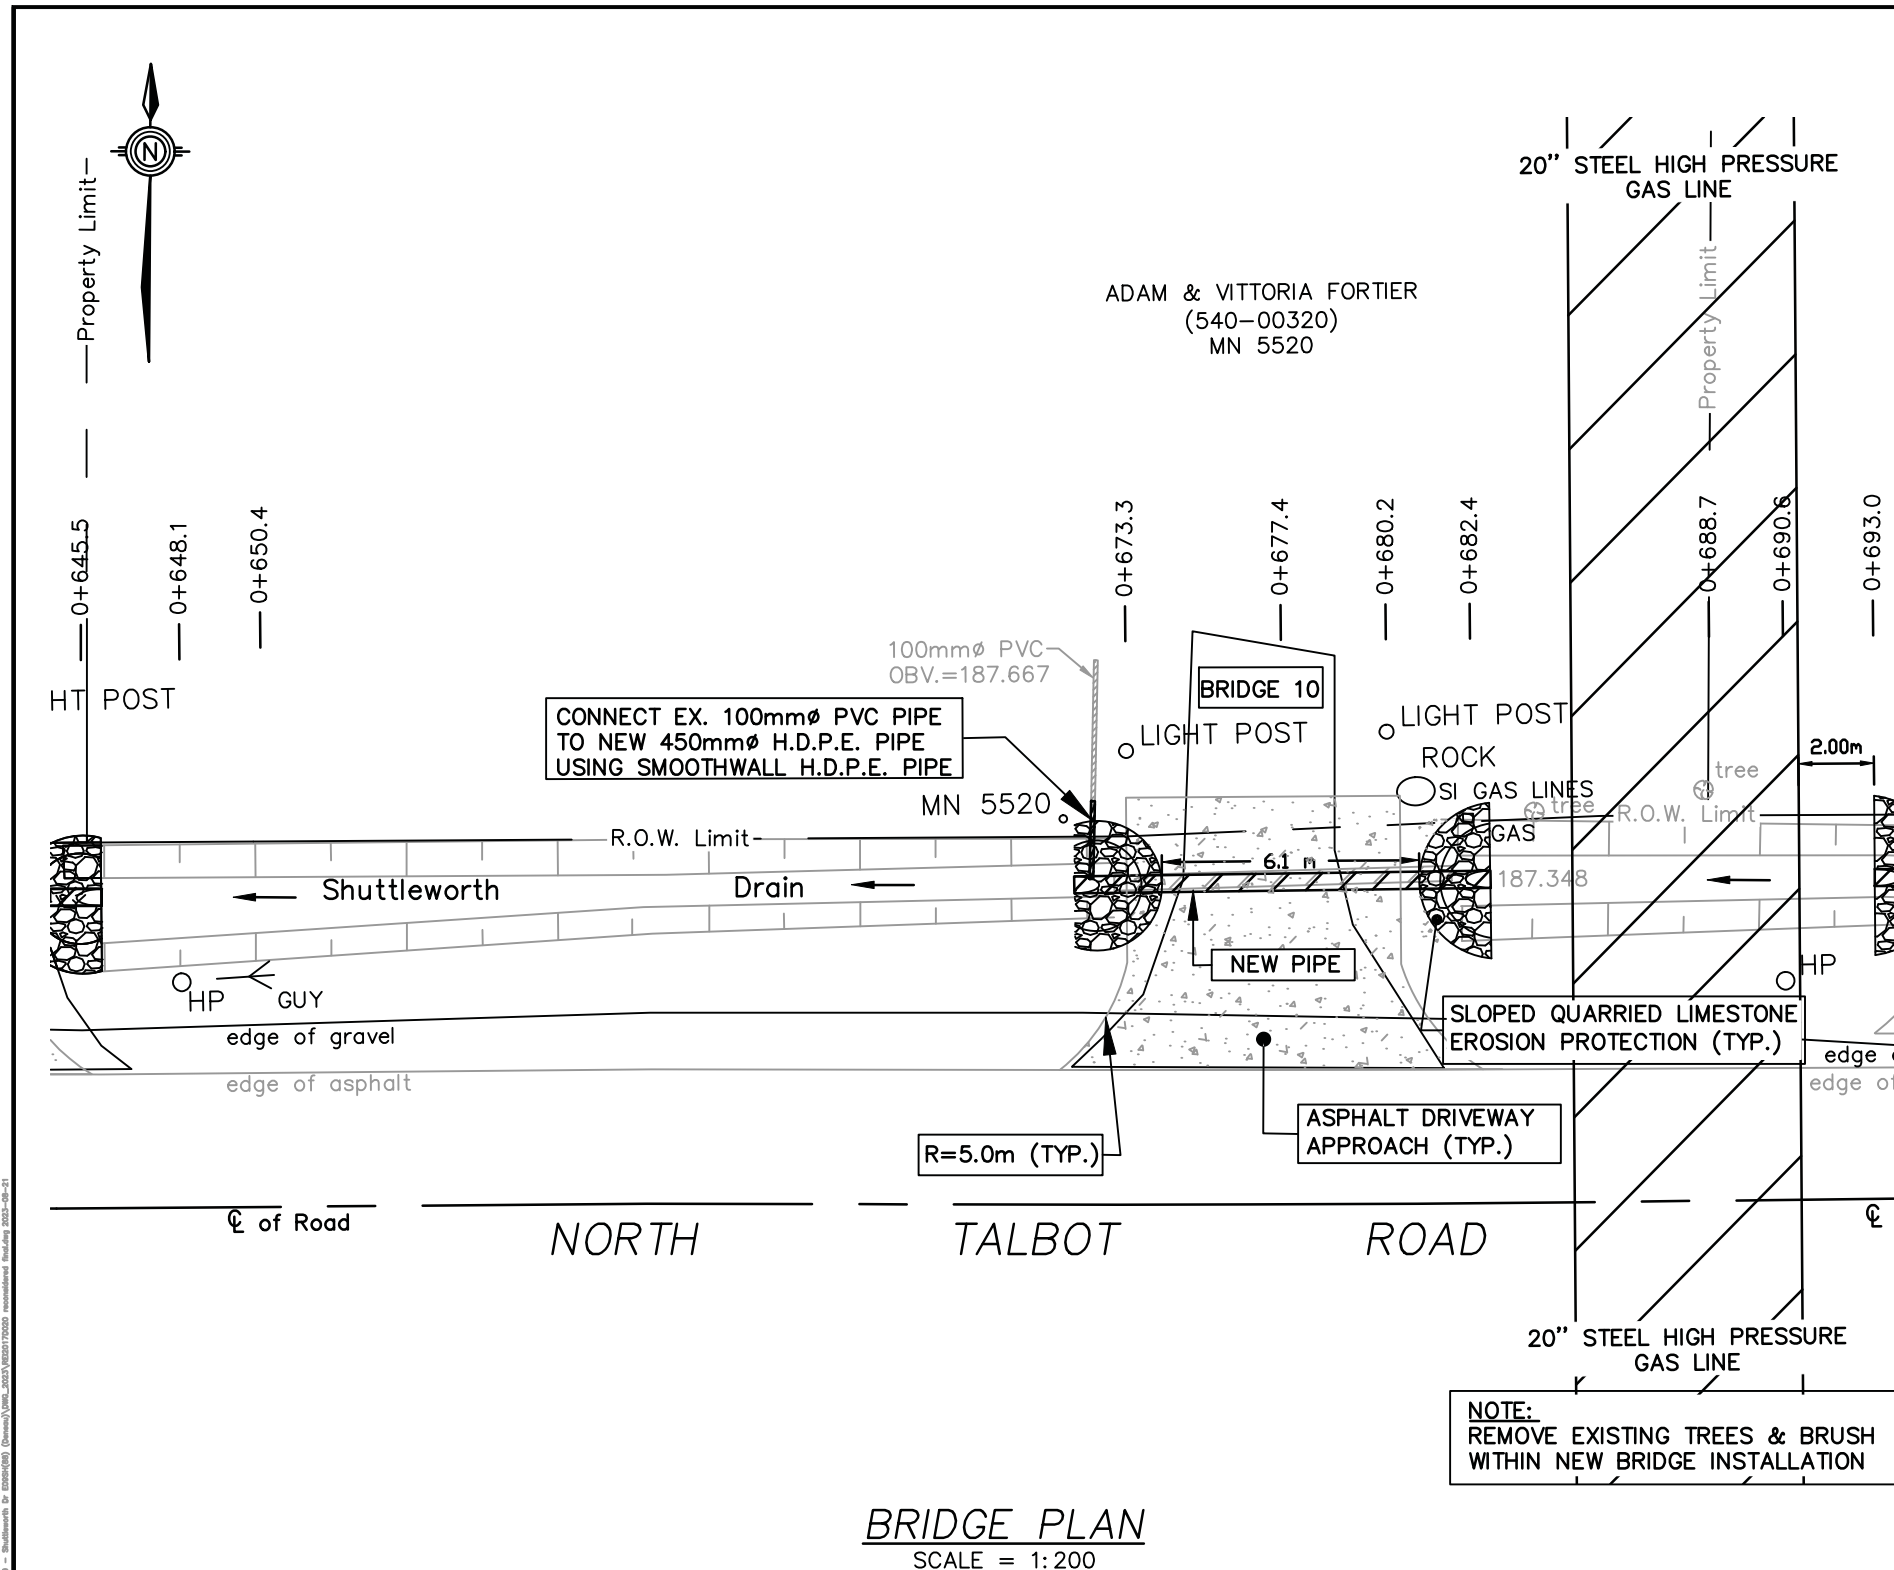 N
Property Limit
20" STEEL HIGH PRESSURE
GAS LINE
Property Limit
ADAM & VITTORIA FORTIER
(540-00320)
MN 5520
0+645.5
0+648.1
0+650.4
0+673.3
0+677.4
0+680.2
0+682.4
0+688.7
0+690.6
0+693.0
HT POST
100mmø PVC
OBV.=187.667
CONNECT EX. 100mmø PVC PIPE
TO NEW 450mmø H.D.P.E. PIPE
USING SMOOTHWALL H.D.P.E. PIPE
BRIDGE 10
LIGHT POST
LIGHT POST
ROCK
SI GAS LINES
GAS
2.00m
tree
tree
MN 5520
R.O.W. Limit
R.O.W. Limit
6.1 m
Shuttleworth Drain
187.348
NEW PIPE
HP
GUY
HP
SLOPED QUARRIED LIMESTONE
EROSION PROTECTION (TYP.)
edge of gravel
edge
edge of asphalt
edge of
ASPHALT DRIVEWAY
APPROACH (TYP.)
R=5.0m (TYP.)
℄ of Road
℄
NORTH TALBOT ROAD
20" STEEL HIGH PRESSURE
GAS LINE
NOTE:
REMOVE EXISTING TREES & BRUSH
WITHIN NEW BRIDGE INSTALLATION
BRIDGE PLAN
SCALE = 1:200